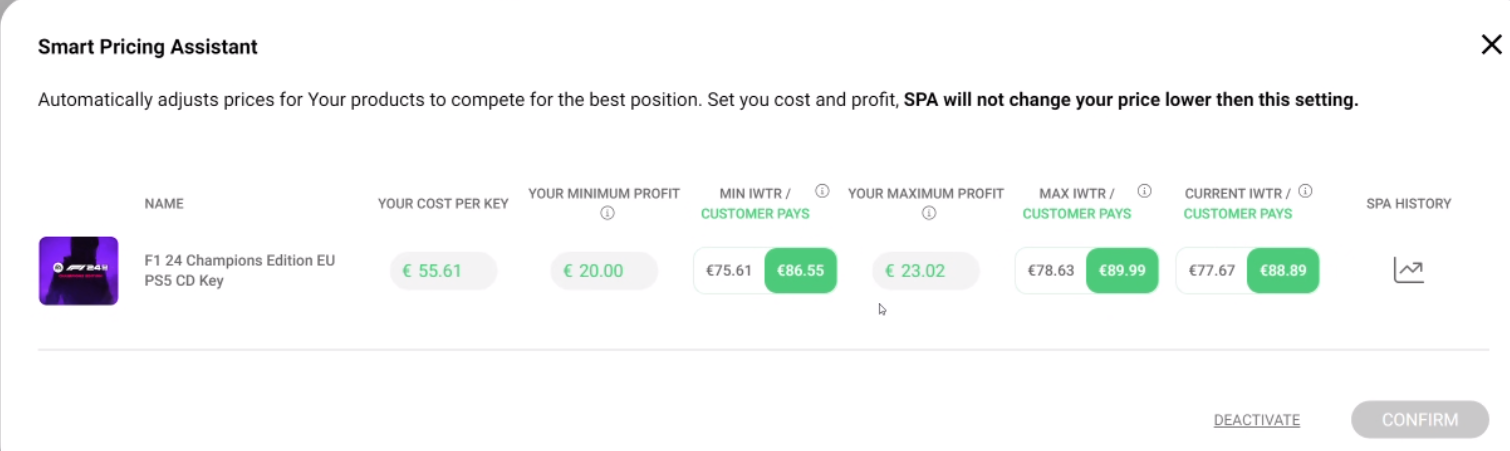 Smart Pricing Assistant
Automatically adjusts prices for Your products to compete for the best position. Set you cost and profit, SPA will not change your price lower then this setting.
NAME
YOUR COST PER KEY
YOUR MINIMUM PROFIT
MIN IWTR /
CUSTOMER PAYS
YOUR MAXIMUM PROFIT
MAX IWTR /
CUSTOMER PAYS
CURRENT IWTR /
CUSTOMER PAYS
SPA HISTORY
F1 24 Champions Edition EU
PS5 CD Key
€ 55.61
€ 20.00
€75.61 €86.55
€ 23.02
€78.63 €89.99
€77.67 €88.89
DEACTIVATE
CONFIRM